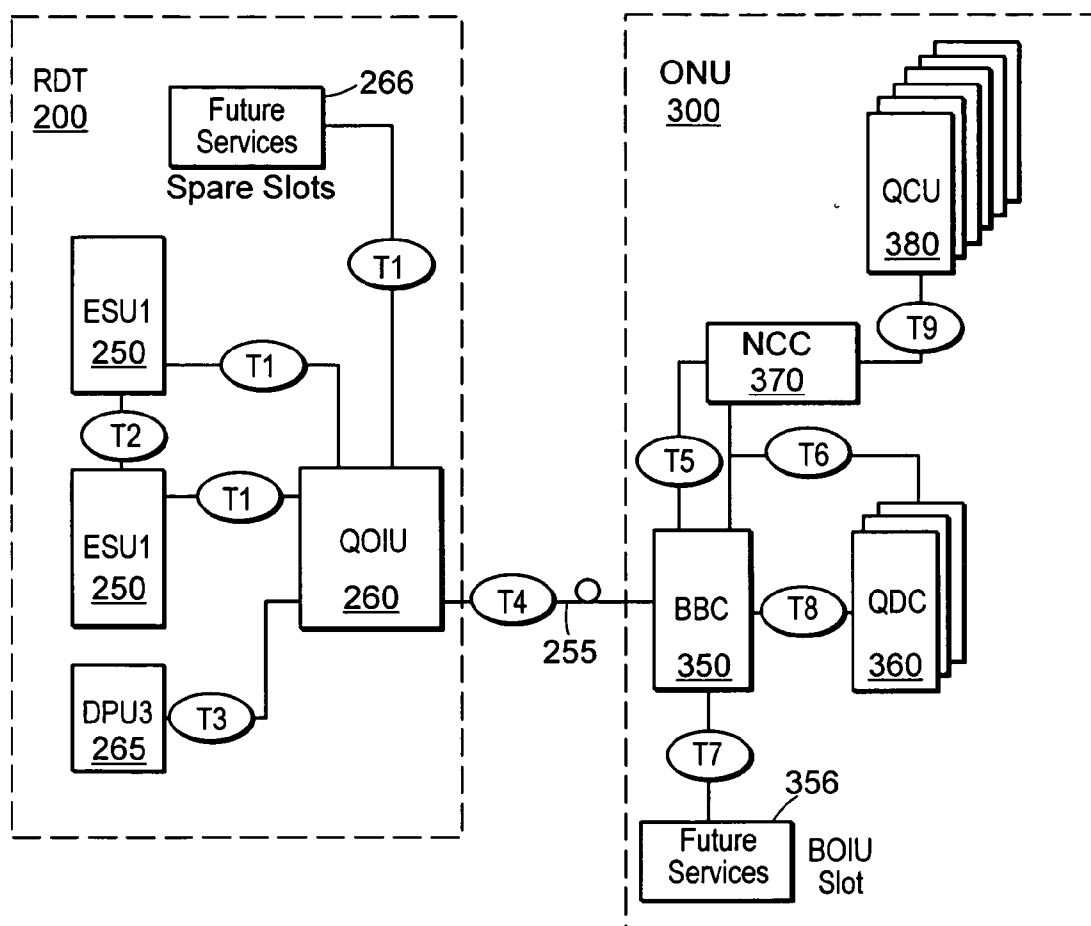 RDT
200
Future
Services
266
Spare Slots
T1
ESU1
250
T1
T2
ESU1
250
T1
QOIU
260
DPU3
265
T3
T4
255
ONU
300
QCU
380
T9
NCC
370
T5
T6
BBC
350
T8
QDC
360
T7
356
Future
Services
BOIU
Slot